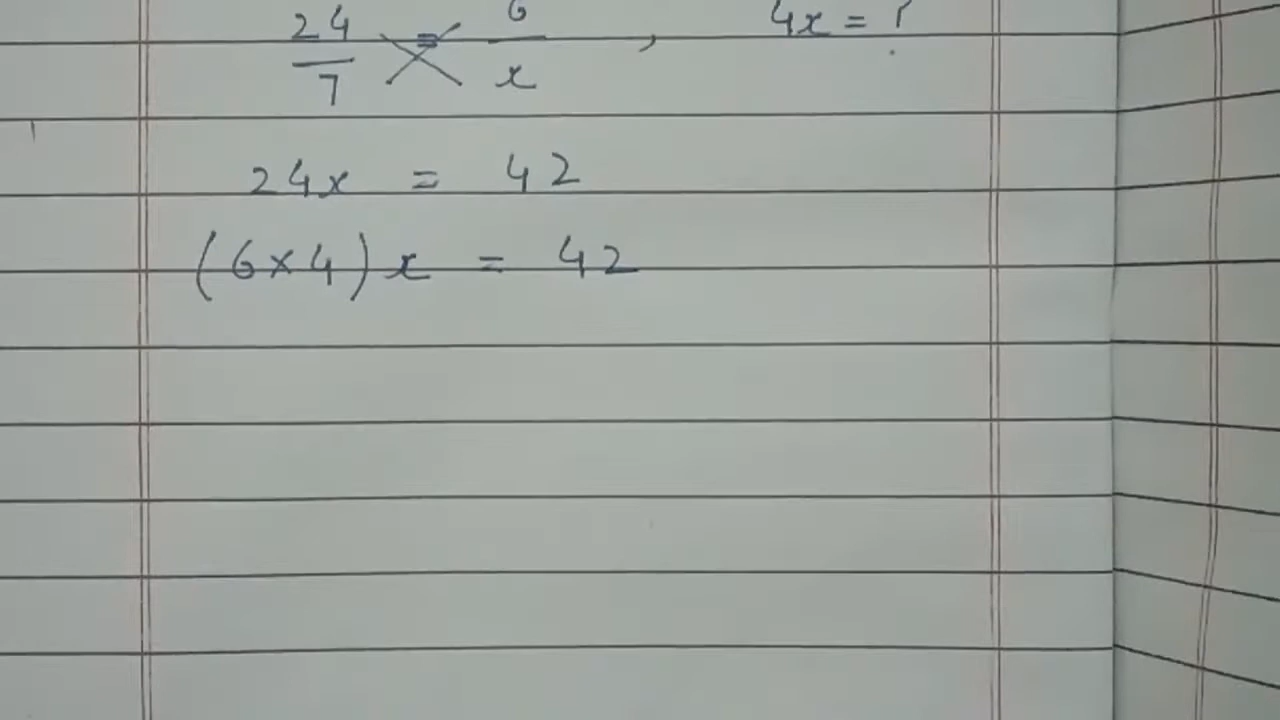 24/7 = 6/x , 4x = ?
24x = 42
(6×4)x = 42